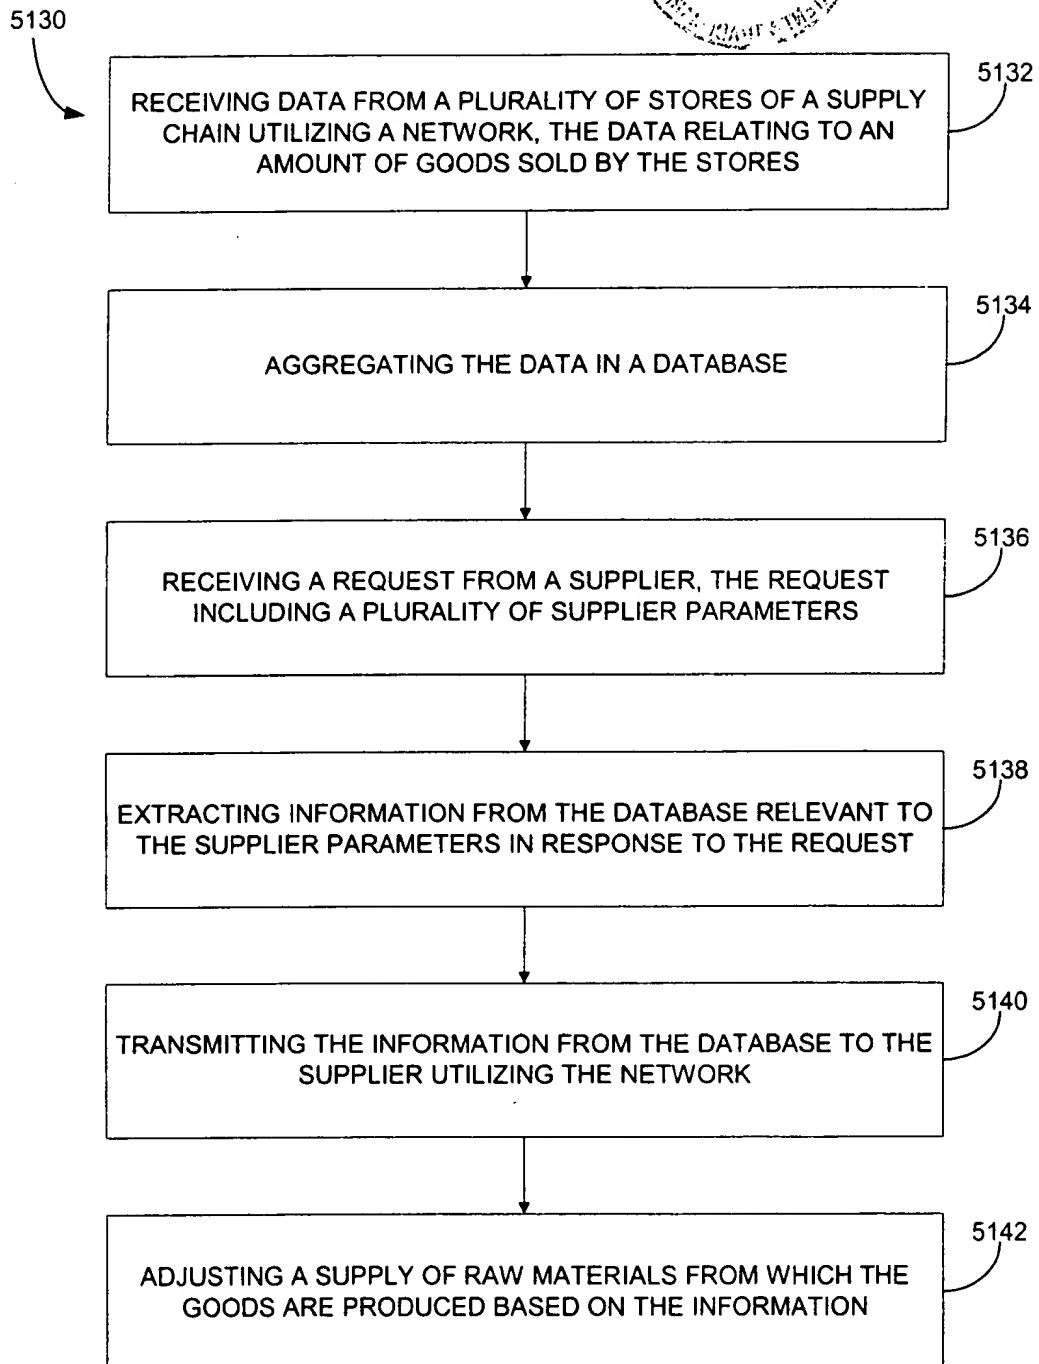 5130
5132
RECEIVING DATA FROM A PLURALITY OF STORES OF A SUPPLY
CHAIN UTILIZING A NETWORK, THE DATA RELATING TO AN
AMOUNT OF GOODS SOLD BY THE STORES
5134
AGGREGATING THE DATA IN A DATABASE
5136
RECEIVING A REQUEST FROM A SUPPLIER, THE REQUEST
INCLUDING A PLURALITY OF SUPPLIER PARAMETERS
5138
EXTRACTING INFORMATION FROM THE DATABASE RELEVANT TO
THE SUPPLIER PARAMETERS IN RESPONSE TO THE REQUEST
5140
TRANSMITTING THE INFORMATION FROM THE DATABASE TO THE
SUPPLIER UTILIZING THE NETWORK
5142
ADJUSTING A SUPPLY OF RAW MATERIALS FROM WHICH THE
GOODS ARE PRODUCED BASED ON THE INFORMATION